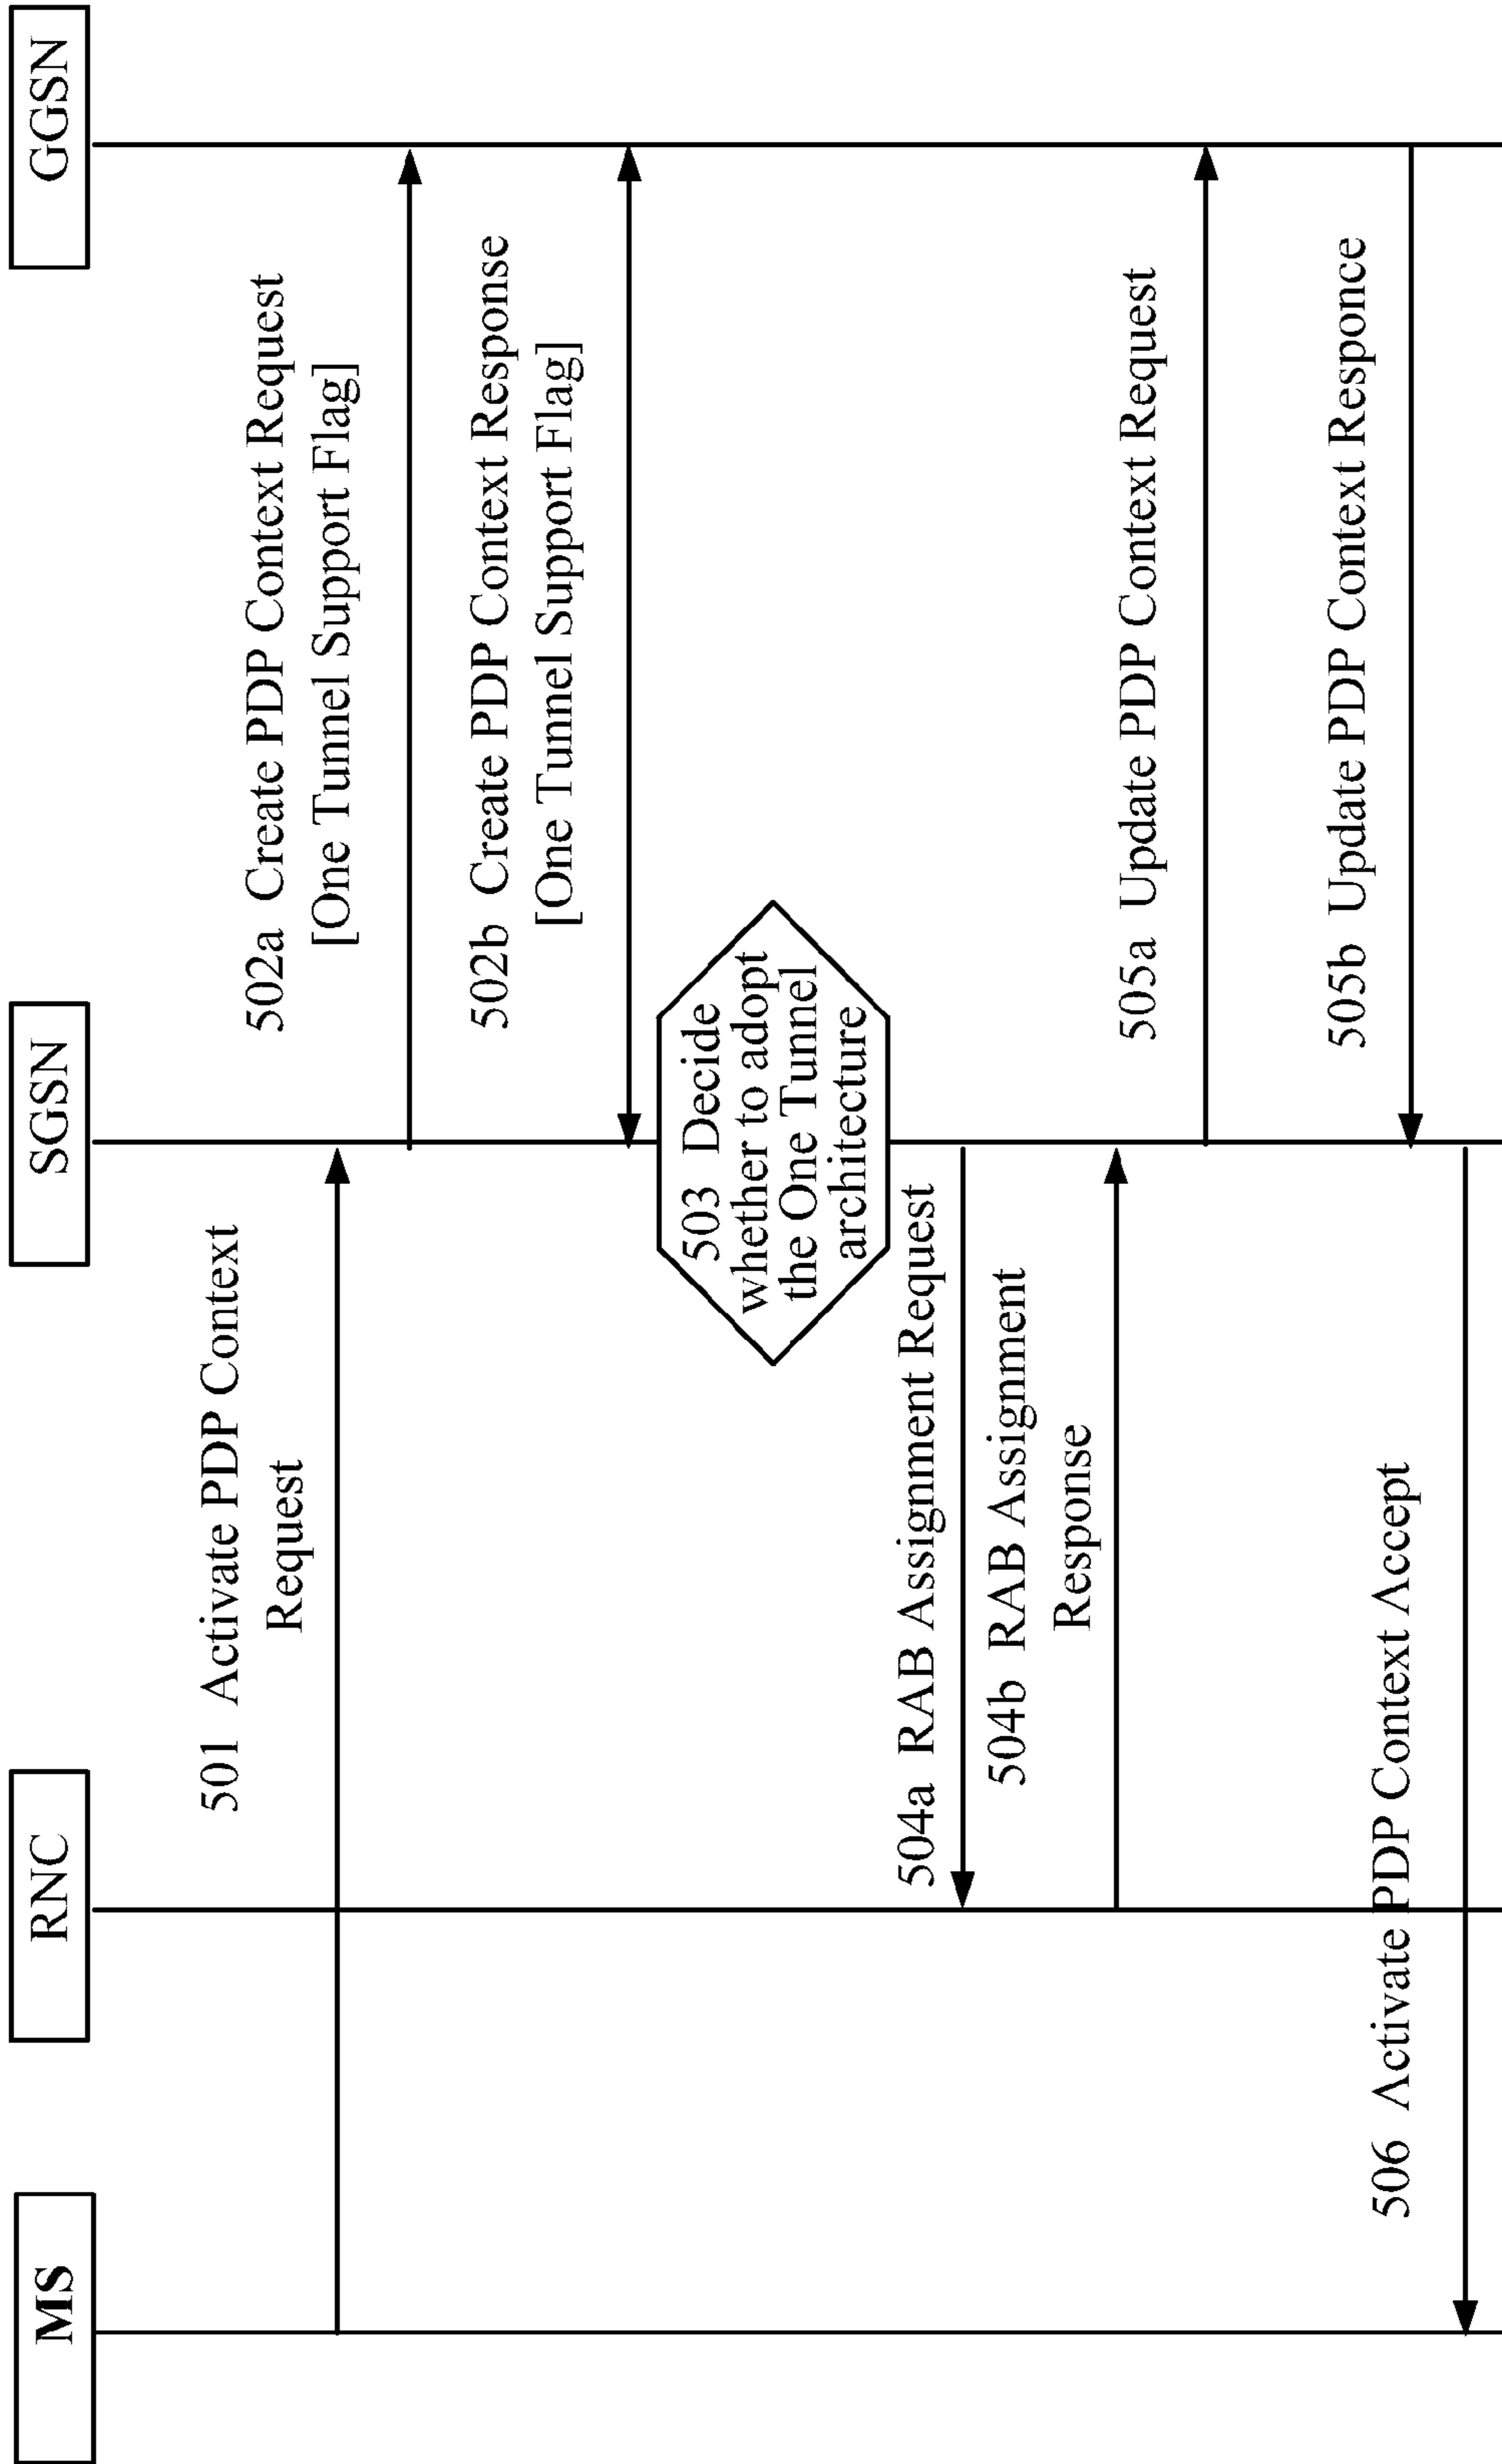 MS
RNC
SGSN
GGSN
501 Activate PDP Context
Request
502a Create PDP Context Request
[One Tunnel Support Flag]
502b Create PDP Context Response
[One Tunnel Support Flag]
503 Decide
whether to adopt
the One Tunnel
architecture
504a RAB Assignment Request
504b RAB Assignment
Response
505a Update PDP Context Request
505b Update PDP Context Responce
506 Activate PDP Context Accept